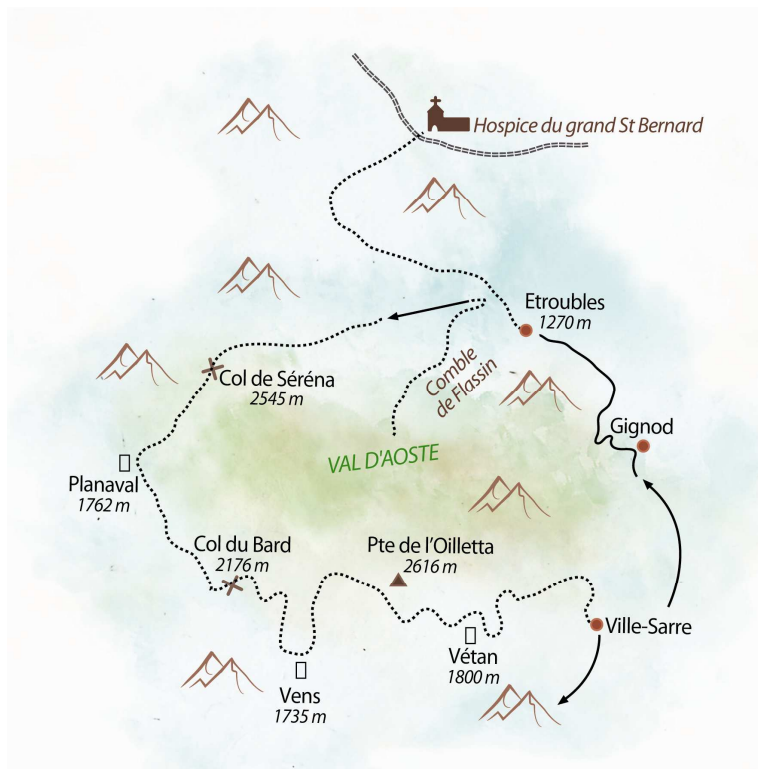 Hospice du grand St Bernard
Etroubles
1270 m
Comble
de Flassin
Col de Séréna
2545 m
Gignod
VAL D'AOSTE
Planaval
1762 m
Col du Bard
2176 m
Pte de l'Oilletta
2616 m
Ville-Sarre
Vétan
1800 m
Vens
1735 m